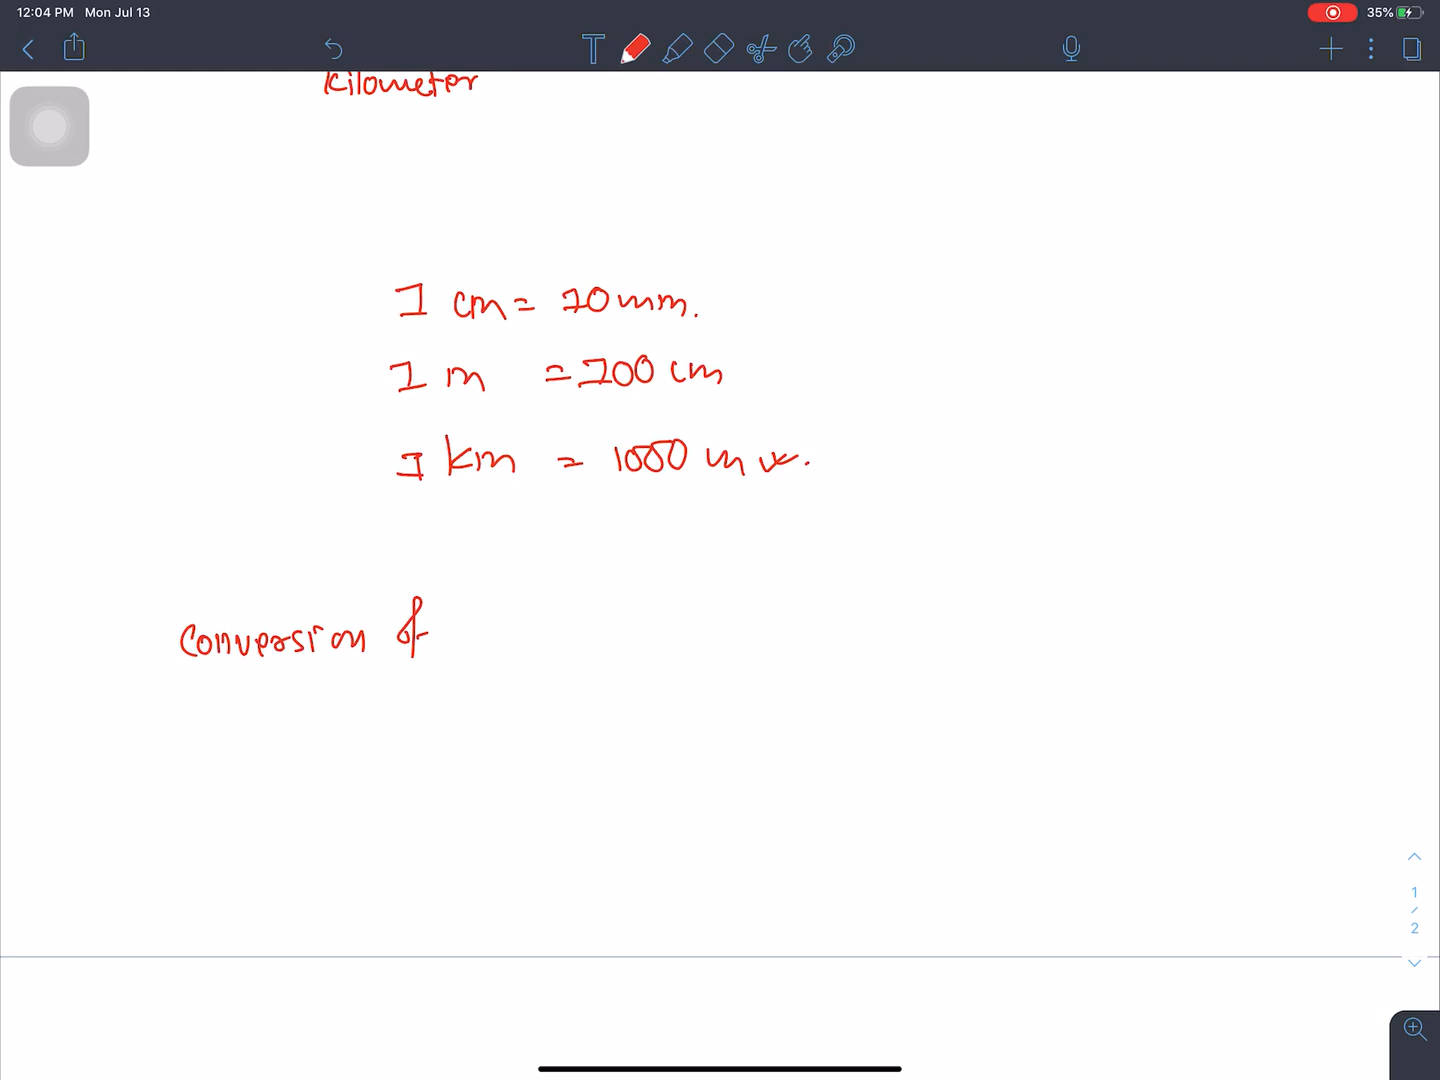 12:04 PM Mon Jul 13 35%
T
kilometer
1 cm = 10 mm.
1 m = 100 cm
1 km = 1000 m
conversion of
1
/
2